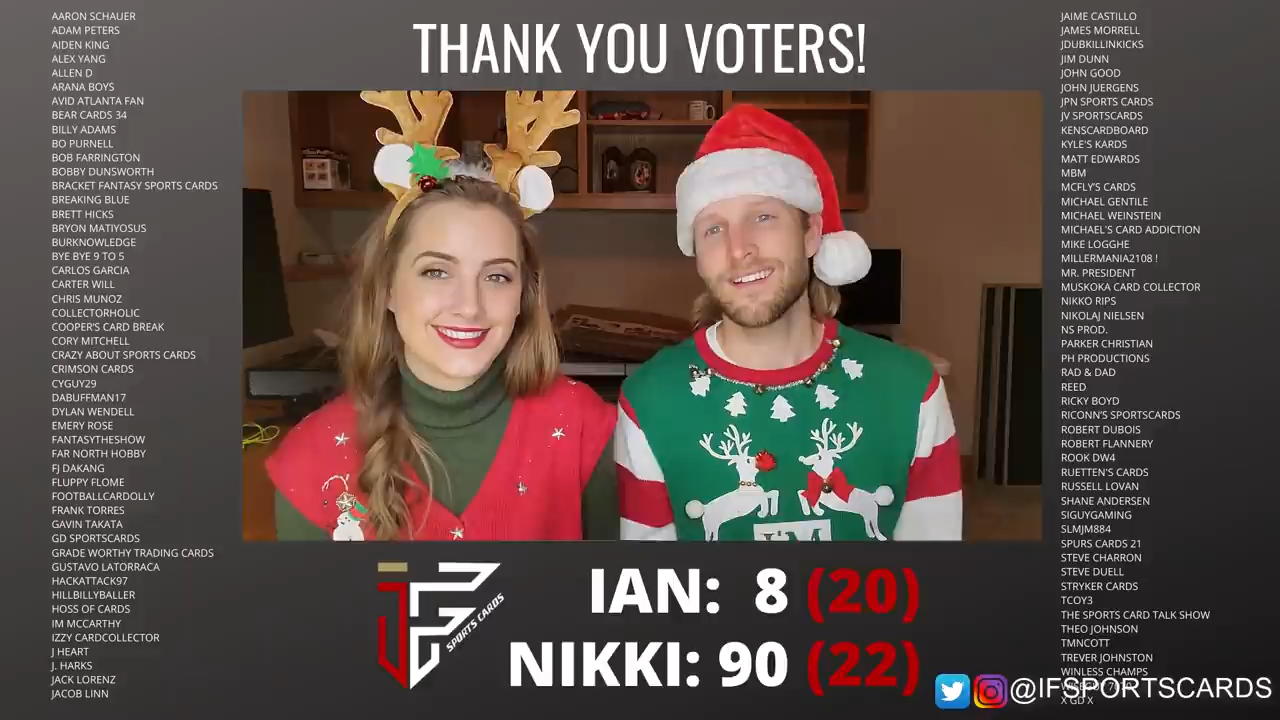 THANK YOU VOTERS!
AARON SCHAUER
ADAM PETERS
AIDEN KING
ALEX YANG
ALLEN D
ARANA BOYS
AVID ATLANTA FAN
BEAR CARDS 34
BILLY ADAMS
BO PURNELL
BOB FARRINGTON
BOBBY DUNSWORTH
BRACKET FANTASY SPORTS CARDS
BREAKING BLUE
BRETT HICKS
BRYON MATIYOSUS
BURKNOWLEDGE
BYE BYE 9 TO 5
CARLOS GARCIA
CARTER WILL
CHRIS MUNOZ
COLLECTORHOLIC
COOPER'S CARD BREAK
CORY MITCHELL
CRAZY ABOUT SPORTS CARDS
CRIMSON CARDS
CYGUY29
DABUFFMAN17
DYLAN WENDELL
EMERY ROSE
FANTASYTHESHOW
FAR NORTH HOBBY
FJ DAKANG
FLUPPY FLOME
FOOTBALLCARDOLLY
FRANK TORRES
GAVIN TAKATA
GD SPORTSCARDS
GRADE WORTHY TRADING CARDS
GUSTAVO LATORRACA
HACKATTACK97
HILLBILLYBALLER
HOSS OF CARDS
IM MCCARTHY
IZZY CARDCOLLECTOR
J HEART
J. HARKS
JACK LORENZ
JACOB LINN
JAIME CASTILLO
JAMES MORRELL
JDUBKILLINKICKS
JIM DUNN
JOHN GOOD
JOHN JUERGENS
JPN SPORTS CARDS
JV SPORTSCARDS
KENSCARDBOARD
KYLE'S KARDS
MATT EDWARDS
MBM
MCFLY'S CARDS
MICHAEL GENTILE
MICHAEL WEINSTEIN
MICHAEL'S CARD ADDICTION
MIKE LOGGHE
MILLERMANIA2108 !
MR. PRESIDENT
MUSKOKA CARD COLLECTOR
NIKKO RIPS
NIKOLAJ NIELSEN
NS PROD.
PARKER CHRISTIAN
PH PRODUCTIONS
RAD & DAD
REED
RICKY BOYD
RICONN'S SPORTSCARDS
ROBERT DUBOIS
ROBERT FLANNERY
ROOK DW4
RUETTEN'S CARDS
RUSSELL LOVAN
SHANE ANDERSEN
SIGUYGAMING
SLMJM884
SPURS CARDS 21
STEVE CHARRON
STEVE DUELL
STRYKER CARDS
TCOY3
THE SPORTS CARD TALK SHOW
THEO JOHNSON
TMNCOTT
TREVER JOHNSTON
WINLESS CHAMPS
X GD X
IF
SPORTS CARDS
IAN: 8 (20)
NIKKI: 90 (22)
@IFSPORTSCARDS